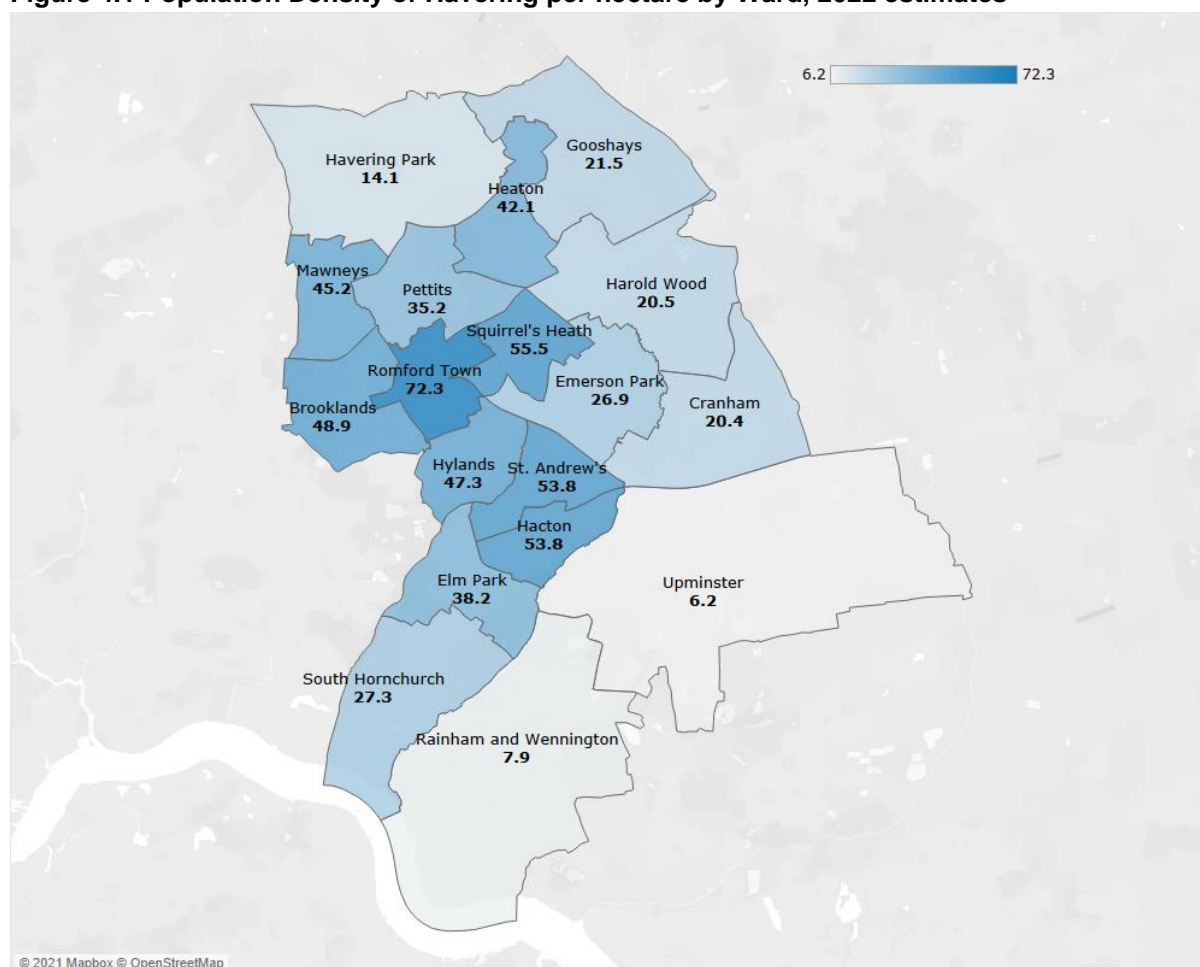 Figure 4.1 Population Density of Havering per hectare by Ward, 2022 estimates
6.2
72.3
Gooshays
21.5
Havering Park
14.1
Heaton
42.1
Mawneys
45.2
Pettits
35.2
Harold Wood
20.5
Squirrel's Heath
55.5
Romford Town
72.3
Emerson Park
26.9
Cranham
20.4
Brooklands
48.9
Hylands
47.3
St. Andrew's
53.8
Hacton
53.8
Elm Park
38.2
Upminster
6.2
South Hornchurch
27.3
Rainham and Wennington
7.9
© 2021 Mapbox © OpenStreetMap